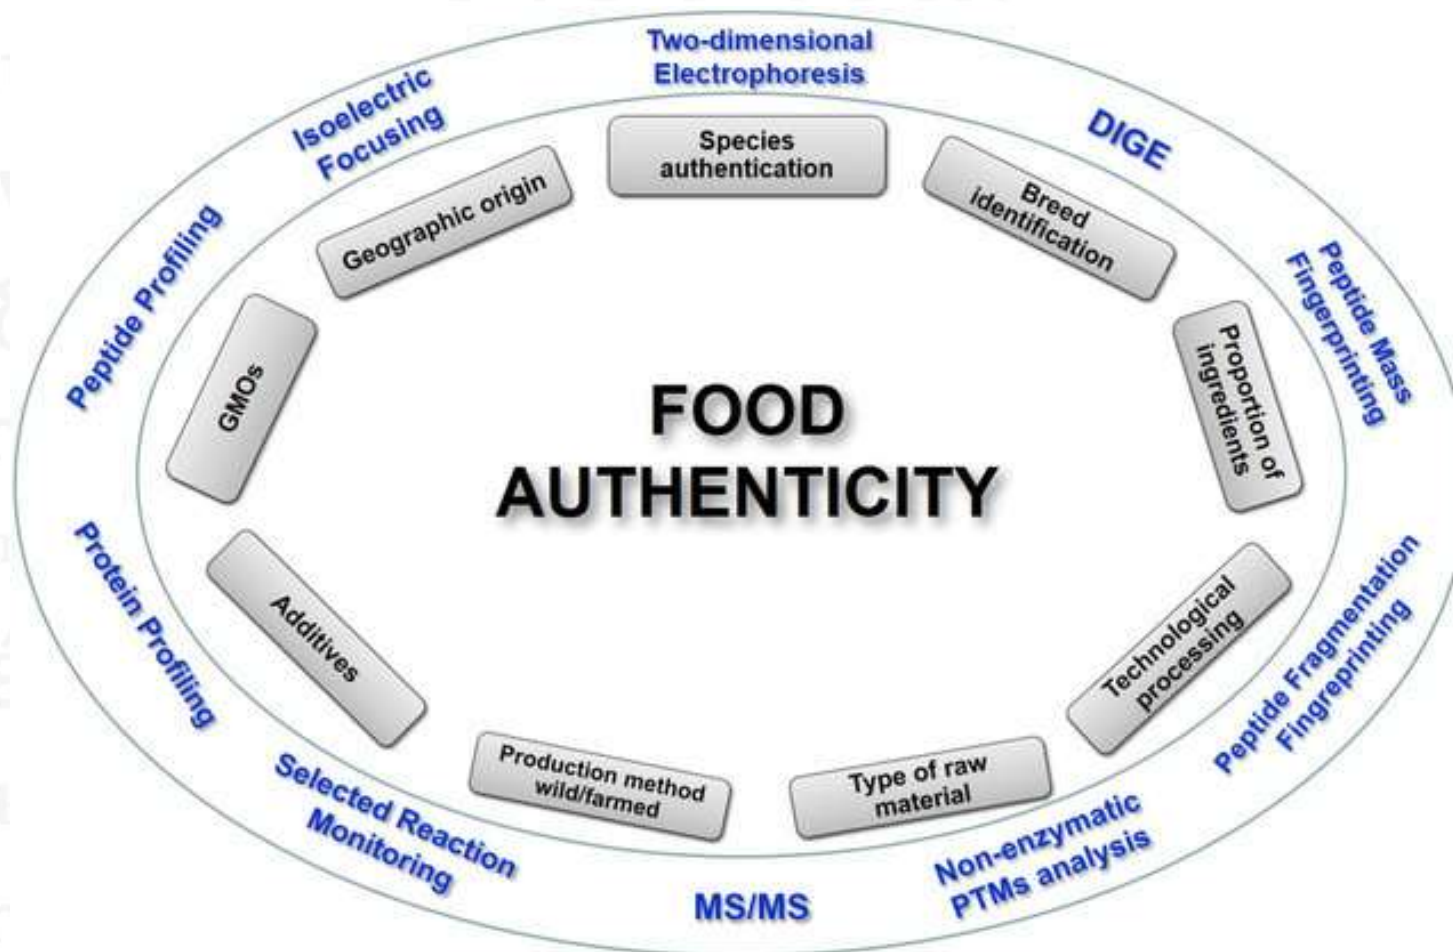 Two-dimensional
Electrophoresis
DIGE
Peptide Mass
Fingerprinting
Peptide Fragmentation
Fingreprinting
Non-enzymatic
PTMs analysis
MS/MS
Selected Reaction
Monitoring
Protein Profiling
Peptide Profiling
Isoelectric
Focusing
Species
authentication
Breed
identification
Proportion of
ingredients
Technological
processing
Type of raw
material
Production method
wild/farmed
Additives
GMOs
Geographic origin
FOOD
AUTHENTICITY